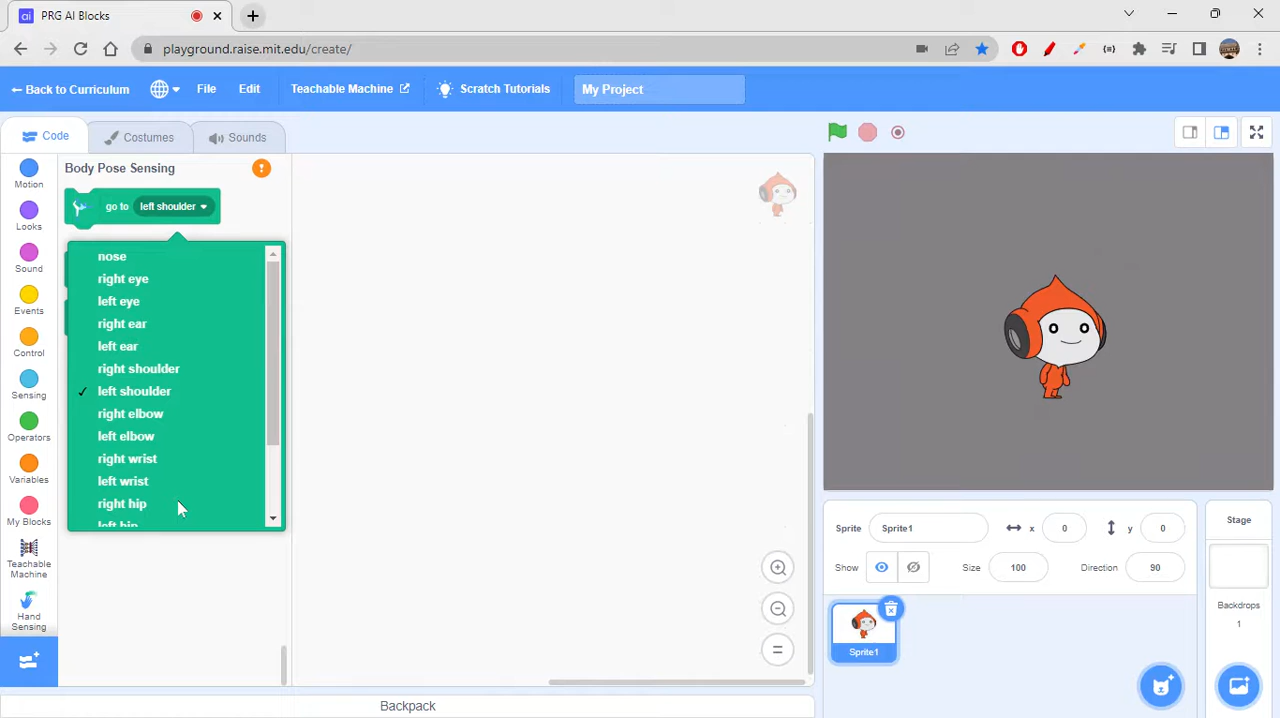 ai PRG AI Blocks
playground.raise.mit.edu/create/
← Back to Curriculum File Edit Teachable Machine Scratch Tutorials My Project
Code Costumes Sounds
Motion
Looks
Sound
Events
Control
Sensing
Operators
Variables
My Blocks
Teachable
Machine
Hand
Sensing
Body Pose Sensing
go to left shoulder
nose
right eye
left eye
right ear
left ear
right shoulder
✓ left shoulder
right elbow
left elbow
right wrist
left wrist
right hip
left hip
Sprite Sprite1 x 0 y 0
Show Size 100 Direction 90
Sprite1
Stage
Backdrops
1
Backpack